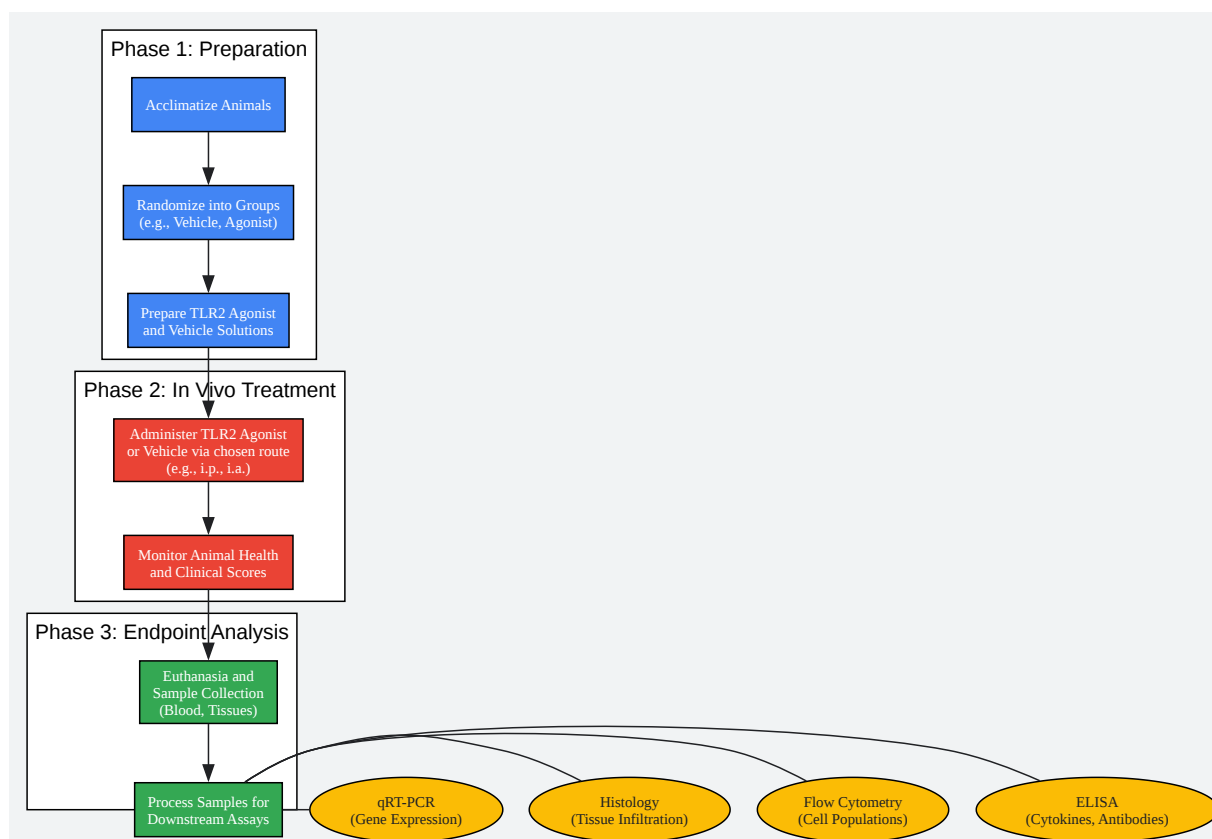 Phase 1: Preparation
Acclimatize Animals
Randomize into Groups
(e.g., Vehicle, Agonist)
Prepare TLR2 Agonist
and Vehicle Solutions
Phase 2: In Vivo Treatment
Administer TLR2 Agonist
or Vehicle via chosen route
(e.g., i.p., i.a.)
Monitor Animal Health
and Clinical Scores
Phase 3: Endpoint Analysis
Euthanasia and
Sample Collection
(Blood, Tissues)
Process Samples for
Downstream Assays
qRT-PCR
(Gene Expression)
Histology
(Tissue Infiltration)
Flow Cytometry
(Cell Populations)
ELISA
(Cytokines, Antibodies)